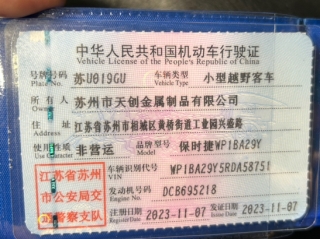 中华人民共和国机动车行驶证
Vehicle License of the People's Republic of China
号牌号码 苏U019GU 车辆类型 小型越野客车
Plate No. Vehicle Type
所有人 苏州市天创金属制品有限公司
Owner
住址 江苏省苏州市相城区黄桥街道工业园兴盛路
Address
使用性质 非营运 品牌型号 保时捷WP1BA29Y
Use Character Model
江苏省苏州市公安局交通警察支队
车辆识别代号 WP1BA29Y5RDA58751
VIN
发动机号码 DCB695218
Engine No.
注册日期 2023-11-07 发证日期 2023-11-07
Register Date Issue Date